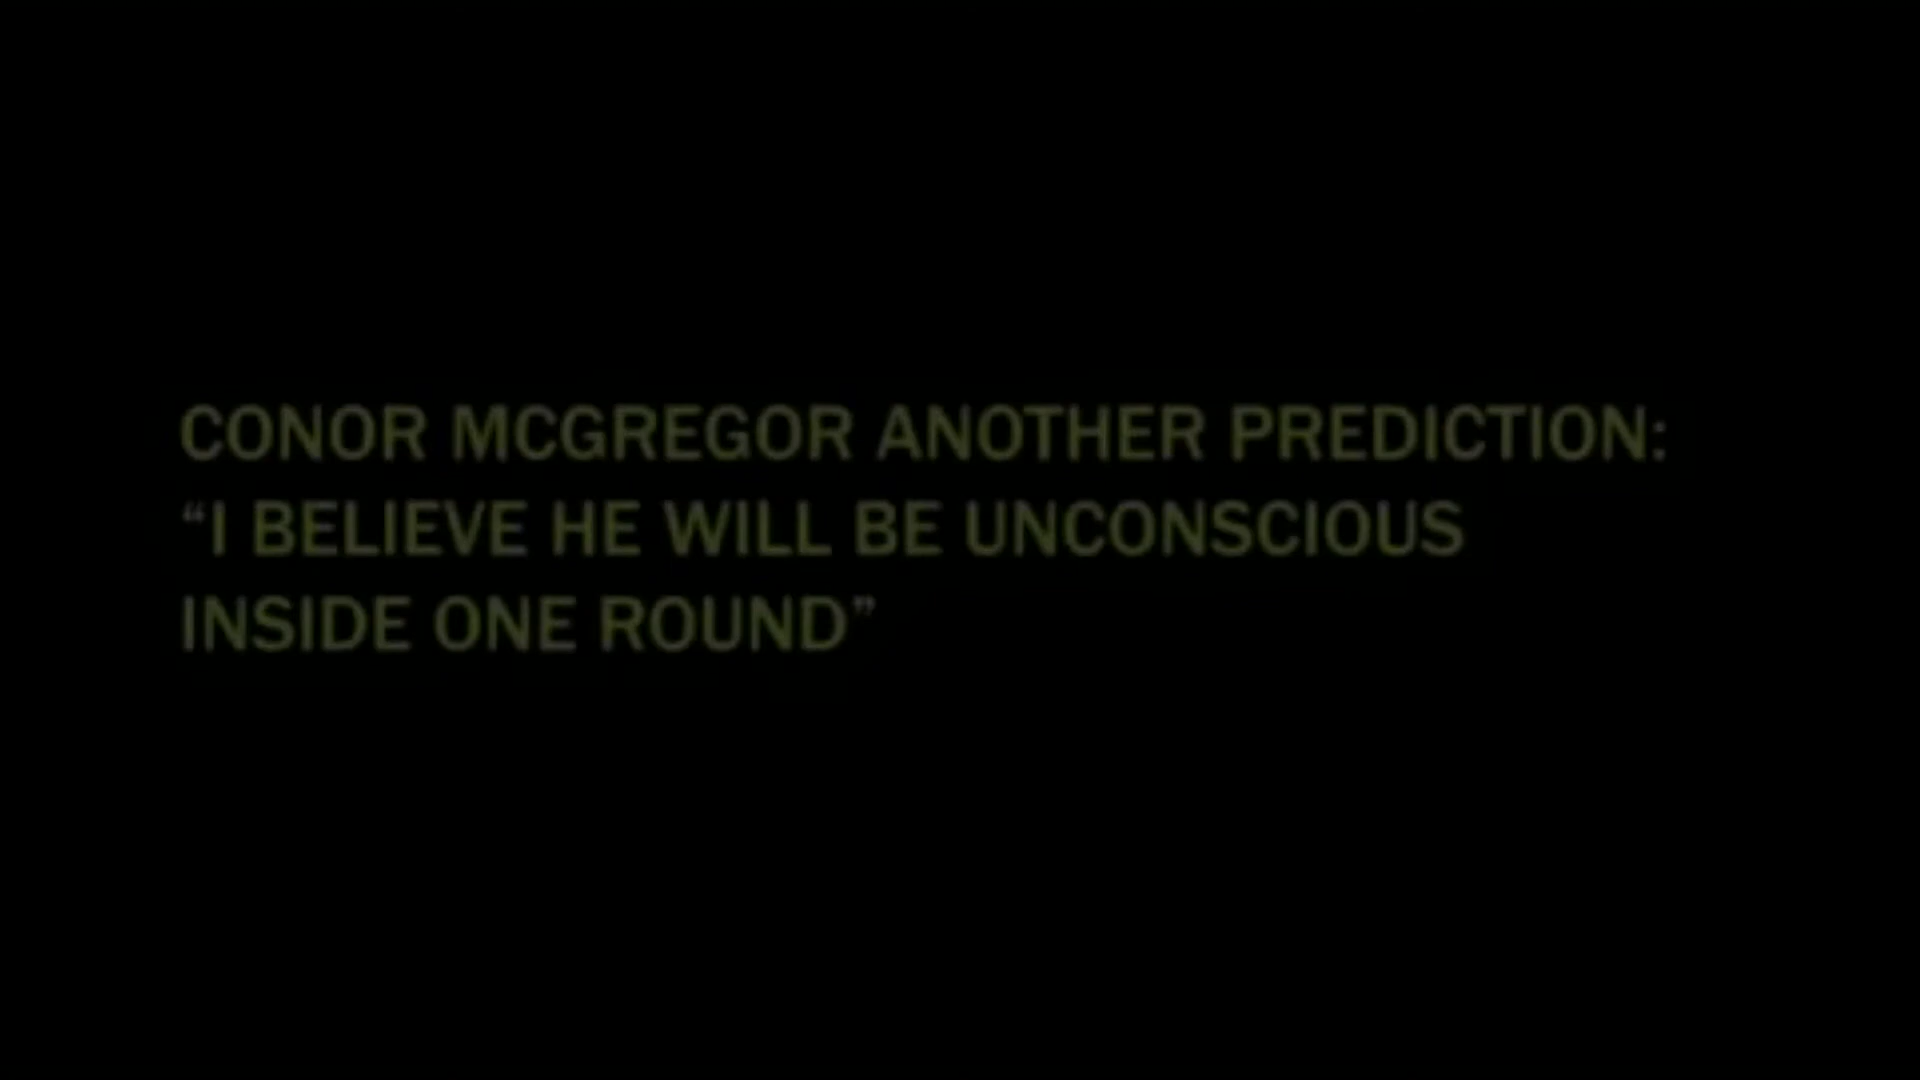 CONOR MCGREGOR ANOTHER PREDICTION:
“I BELIEVE HE WILL BE UNCONSCIOUS
INSIDE ONE ROUND”